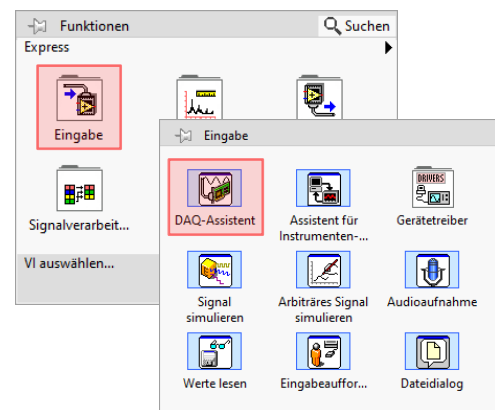 Funktionen
Suchen
Express
Eingabe
Signalverarbeit...
VI auswählen...
Eingabe
DAQ-Assistent
Assistent für
Instrumenten-...
DRIVERS
Gerätetreiber
Signal
simulieren
Arbiträres Signal
simulieren
Audioaufnahme
Werte lesen
Eingabeauffor...
Dateidialog